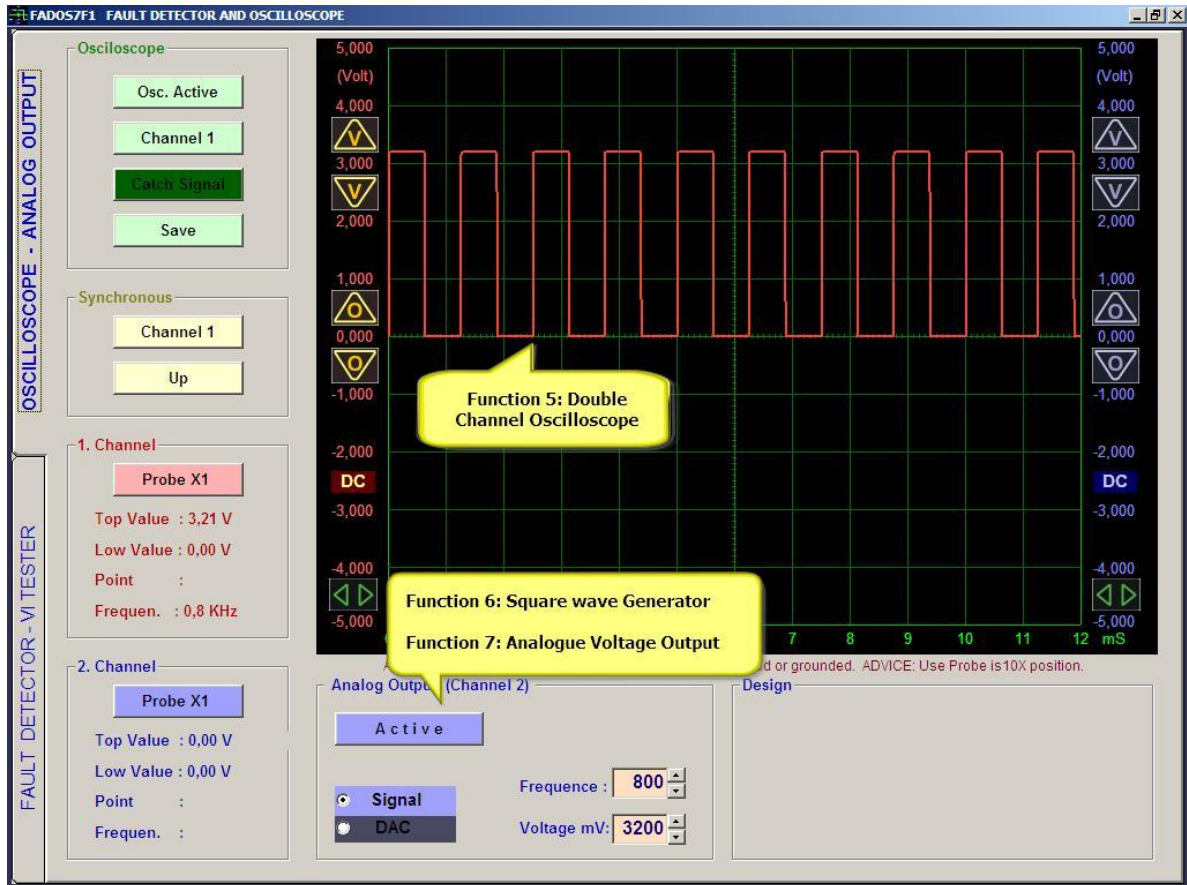 FADOS7F1 FAULT DETECTOR AND OSCILLOSCOPE
OSCILLOSCOPE - ANALOG OUTPUT
FAULT DETECTOR - VI TESTER
Osciloscope
Osc. Active
Channel 1
Catch Signal
Save
Synchronous
Channel 1
Up
1. Channel
Probe X1
Top Value : 3,21 V
Low Value : 0,00 V
Point :
Frequen. : 0,8 KHz
2. Channel
Probe X1
Top Value : 0,00 V
Low Value : 0,00 V
Point :
Frequen. :
5,000
(Volt)
4,000
V
3,000
V
2,000
1,000
O
0,000
O
-1,000
-2,000
DC
-3,000
-4,000
-5,000
Function 5: Double
Channel Oscilloscope
Function 6: Square wave Generator
Function 7: Analogue Voltage Output
5,000
(Volt)
4,000
V
3,000
V
2,000
1,000
O
0,000
O
-1,000
-2,000
DC
-3,000
-4,000
-5,000
7 8 9 10 11 12 mS
or grounded. ADVICE: Use Probe is10X position.
Analog Output (Channel 2)
Active
Signal
DAC
Frequence : 800
Voltage mV: 3200
Design